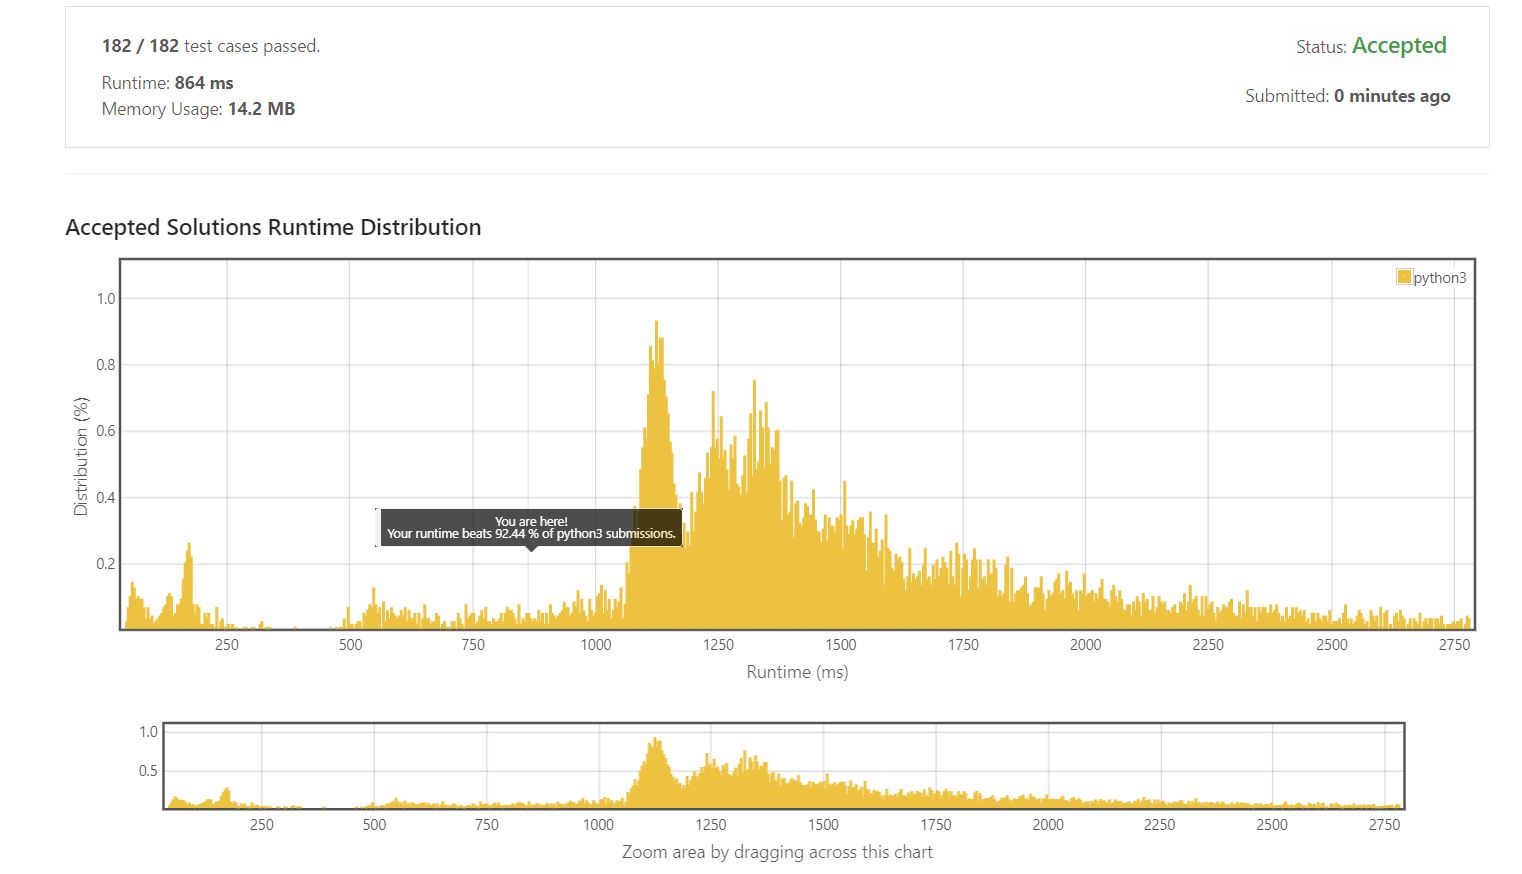 182 / 182 test cases passed.
Status: Accepted
Runtime: 864 ms
Memory Usage: 14.2 MB
Submitted: 0 minutes ago
Accepted Solutions Runtime Distribution
python3
1.0
0.8
0.6
0.4
0.2
Distribution (%)
You are here!
Your runtime beats 92.44 % of python3 submissions.
250 500 750 1000 1250 1500 1750 2000 2250 2500 2750
Runtime (ms)
1.0
0.5
250 500 750 1000 1250 1500 1750 2000 2250 2500 2750
Zoom area by dragging across this chart